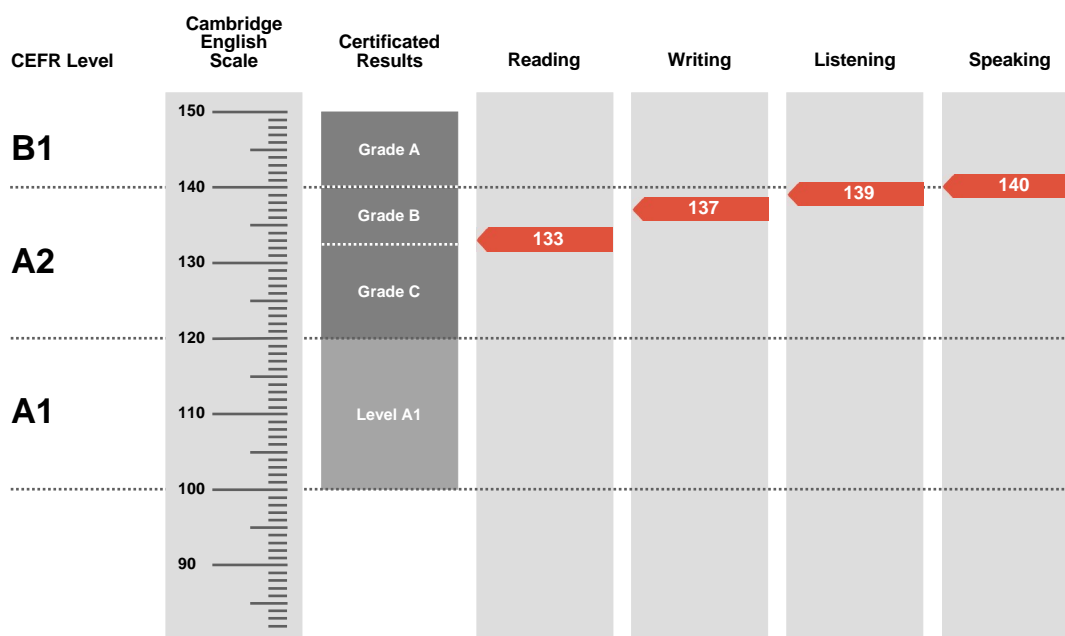 CEFR Level
Cambridge
English
Scale
Certificated
Results
Reading
Writing
Listening
Speaking
150
B1
Grade A
140
140
139
137
Grade B
133
A2
130
Grade C
120
A1
110
Level A1
100
90